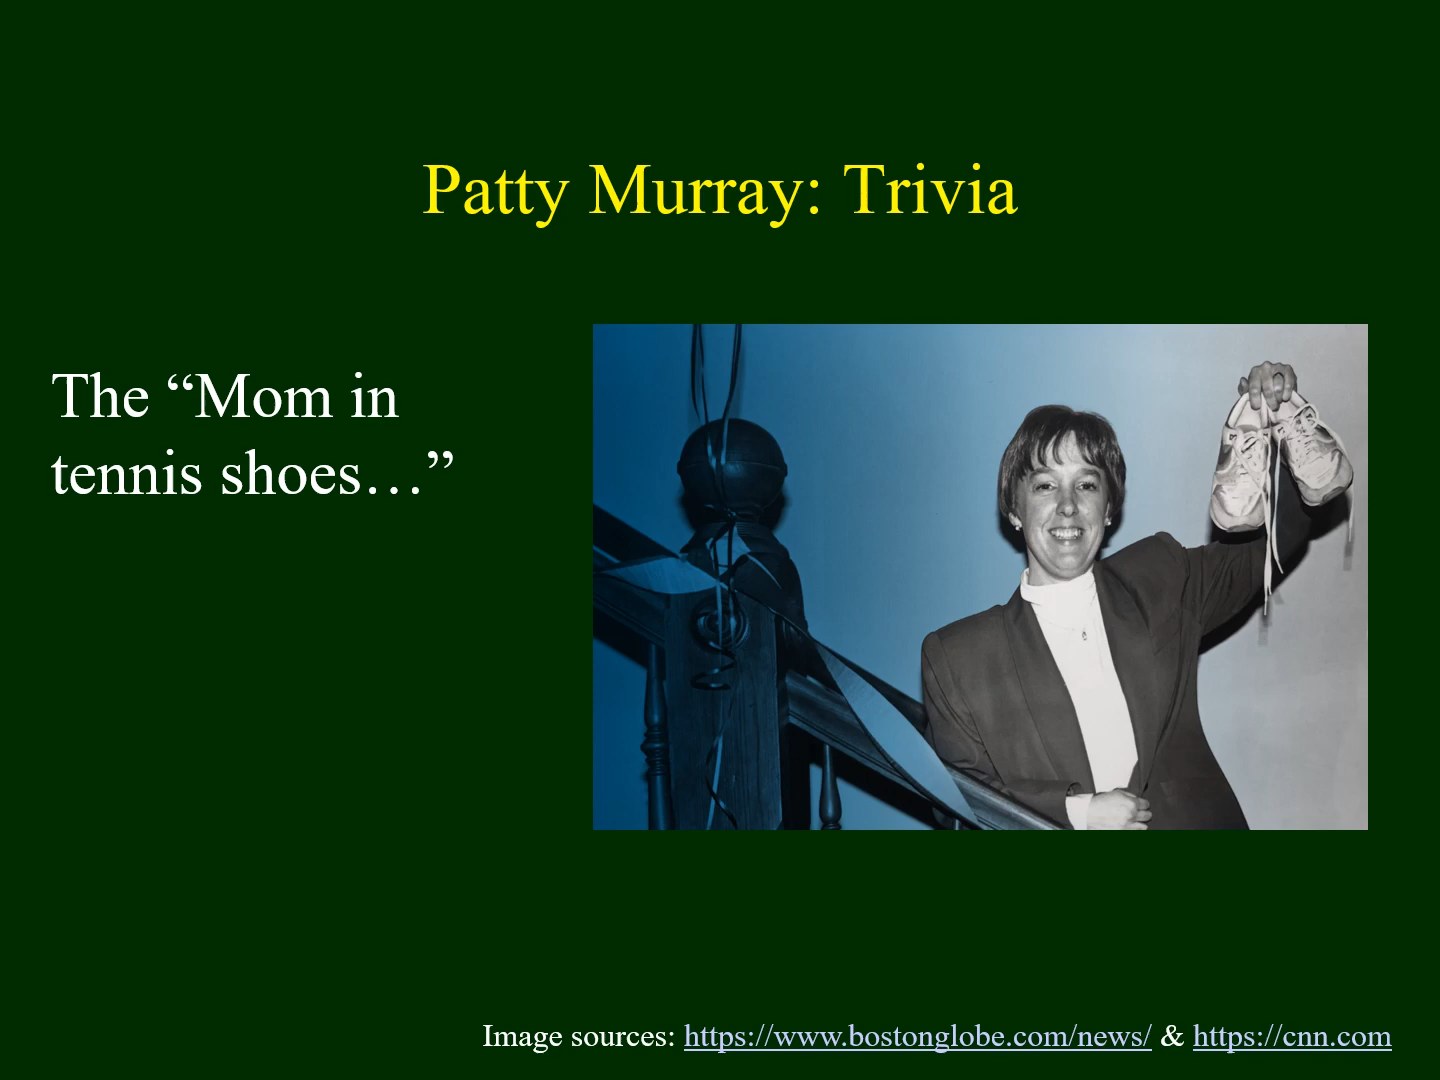 Patty Murray: Trivia
The “Mom in
tennis shoes…”
Image sources: https://www.bostonglobe.com/news/ & https://cnn.com